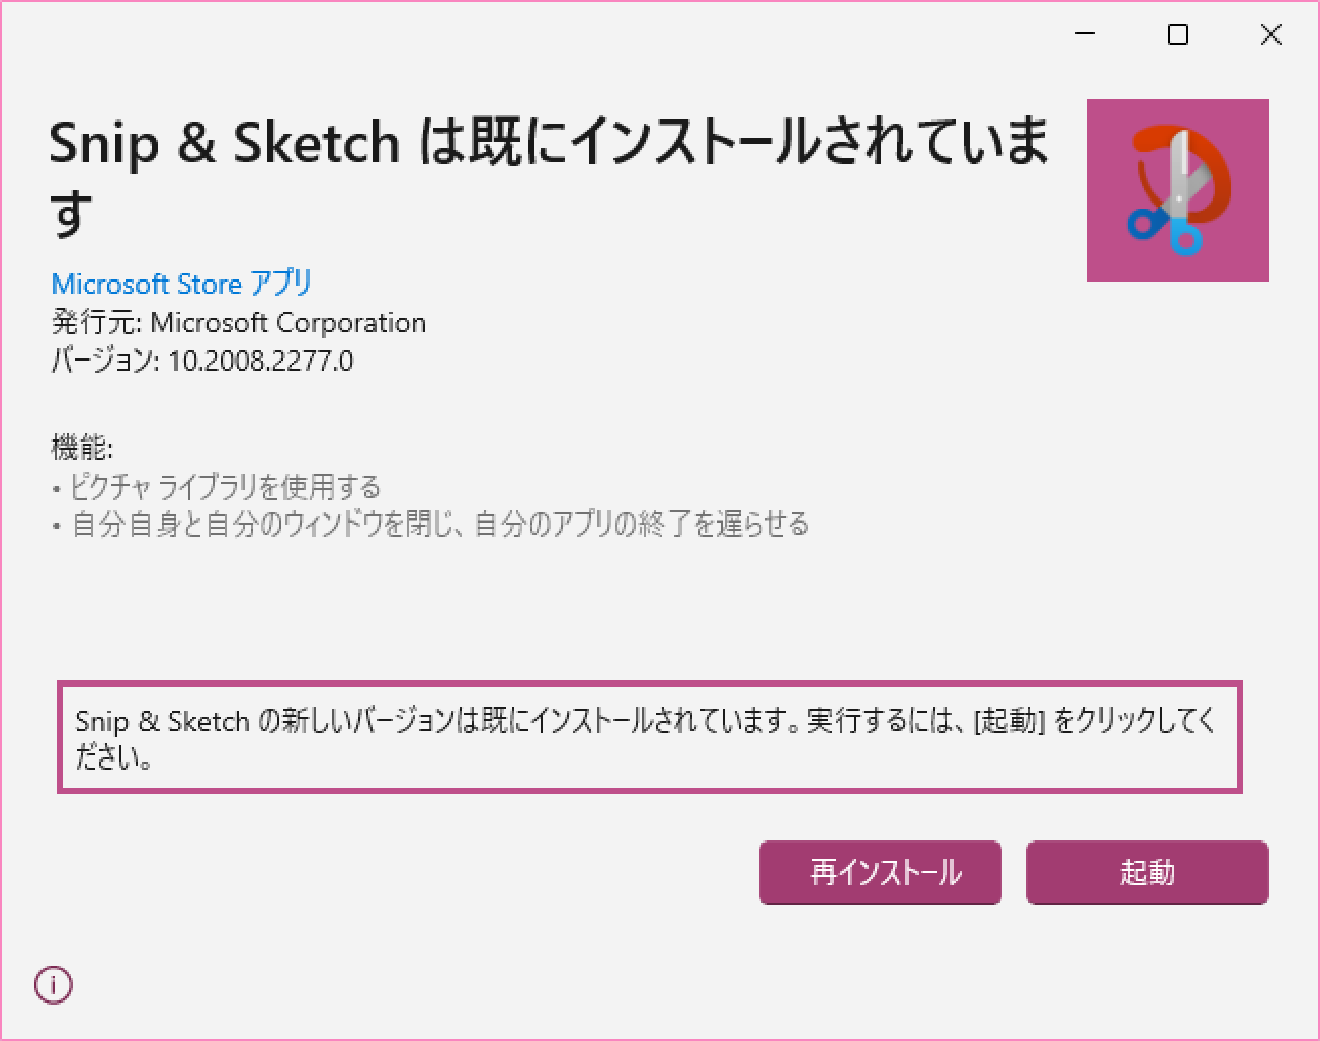 Snip & Sketch は既にインストールされていま
す
Microsoft Store アプリ
発行元: Microsoft Corporation
バージョン: 10.2008.2277.0
機能:
• ピクチャ ライブラリを使用する
• 自分自身と自分のウィンドウを閉じ、自分のアプリの終了を遅らせる
Snip & Sketch の新しいバージョンは既にインストールされています。実行するには、[起動] をクリックしてく
ださい。
再インストール
起動